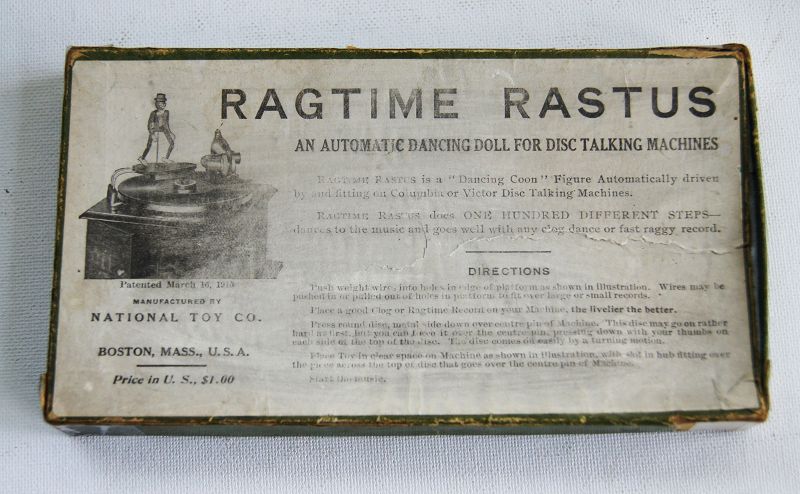 RAGTIME RASTUS
AN AUTOMATIC DANCING DOLL FOR DISC TALKING MACHINES
RAGTIME RASTUS is a "Dancing Coon" Figure Automatically driven
by and fitting on Columbia or Victor Disc Talking Machines.
RAGTIME RASTUS does ONE HUNDRED DIFFERENT STEPS—
dances to the music and goes well with any clog dance or fast raggy record.
DIRECTIONS
Push weight wire, into holes in edge of platform as shown in illustration. Wires may be
pushed in or pulled out of holes in platform to fit over large or small records.
Place a good Clog or Ragtime Record on your Machine, the livelier the better.
Press round disc, metal side down over centre pin of Machine. This disc may go on rather
hard at first, but you can force it over the centre pin, pressing down with your thumbs on
each side of the top of the disc. The disc comes off easily by a turning motion.
Place Toy in clear space on Machine as shown in illustration, with slot in hub fitting over
the piece across the top of disc that goes over the centre pin of Machine.
Start the music.
Patented March 16, 1915
MANUFACTURED BY
NATIONAL TOY CO.
BOSTON, MASS., U.S.A.
Price in U. S., $1.00